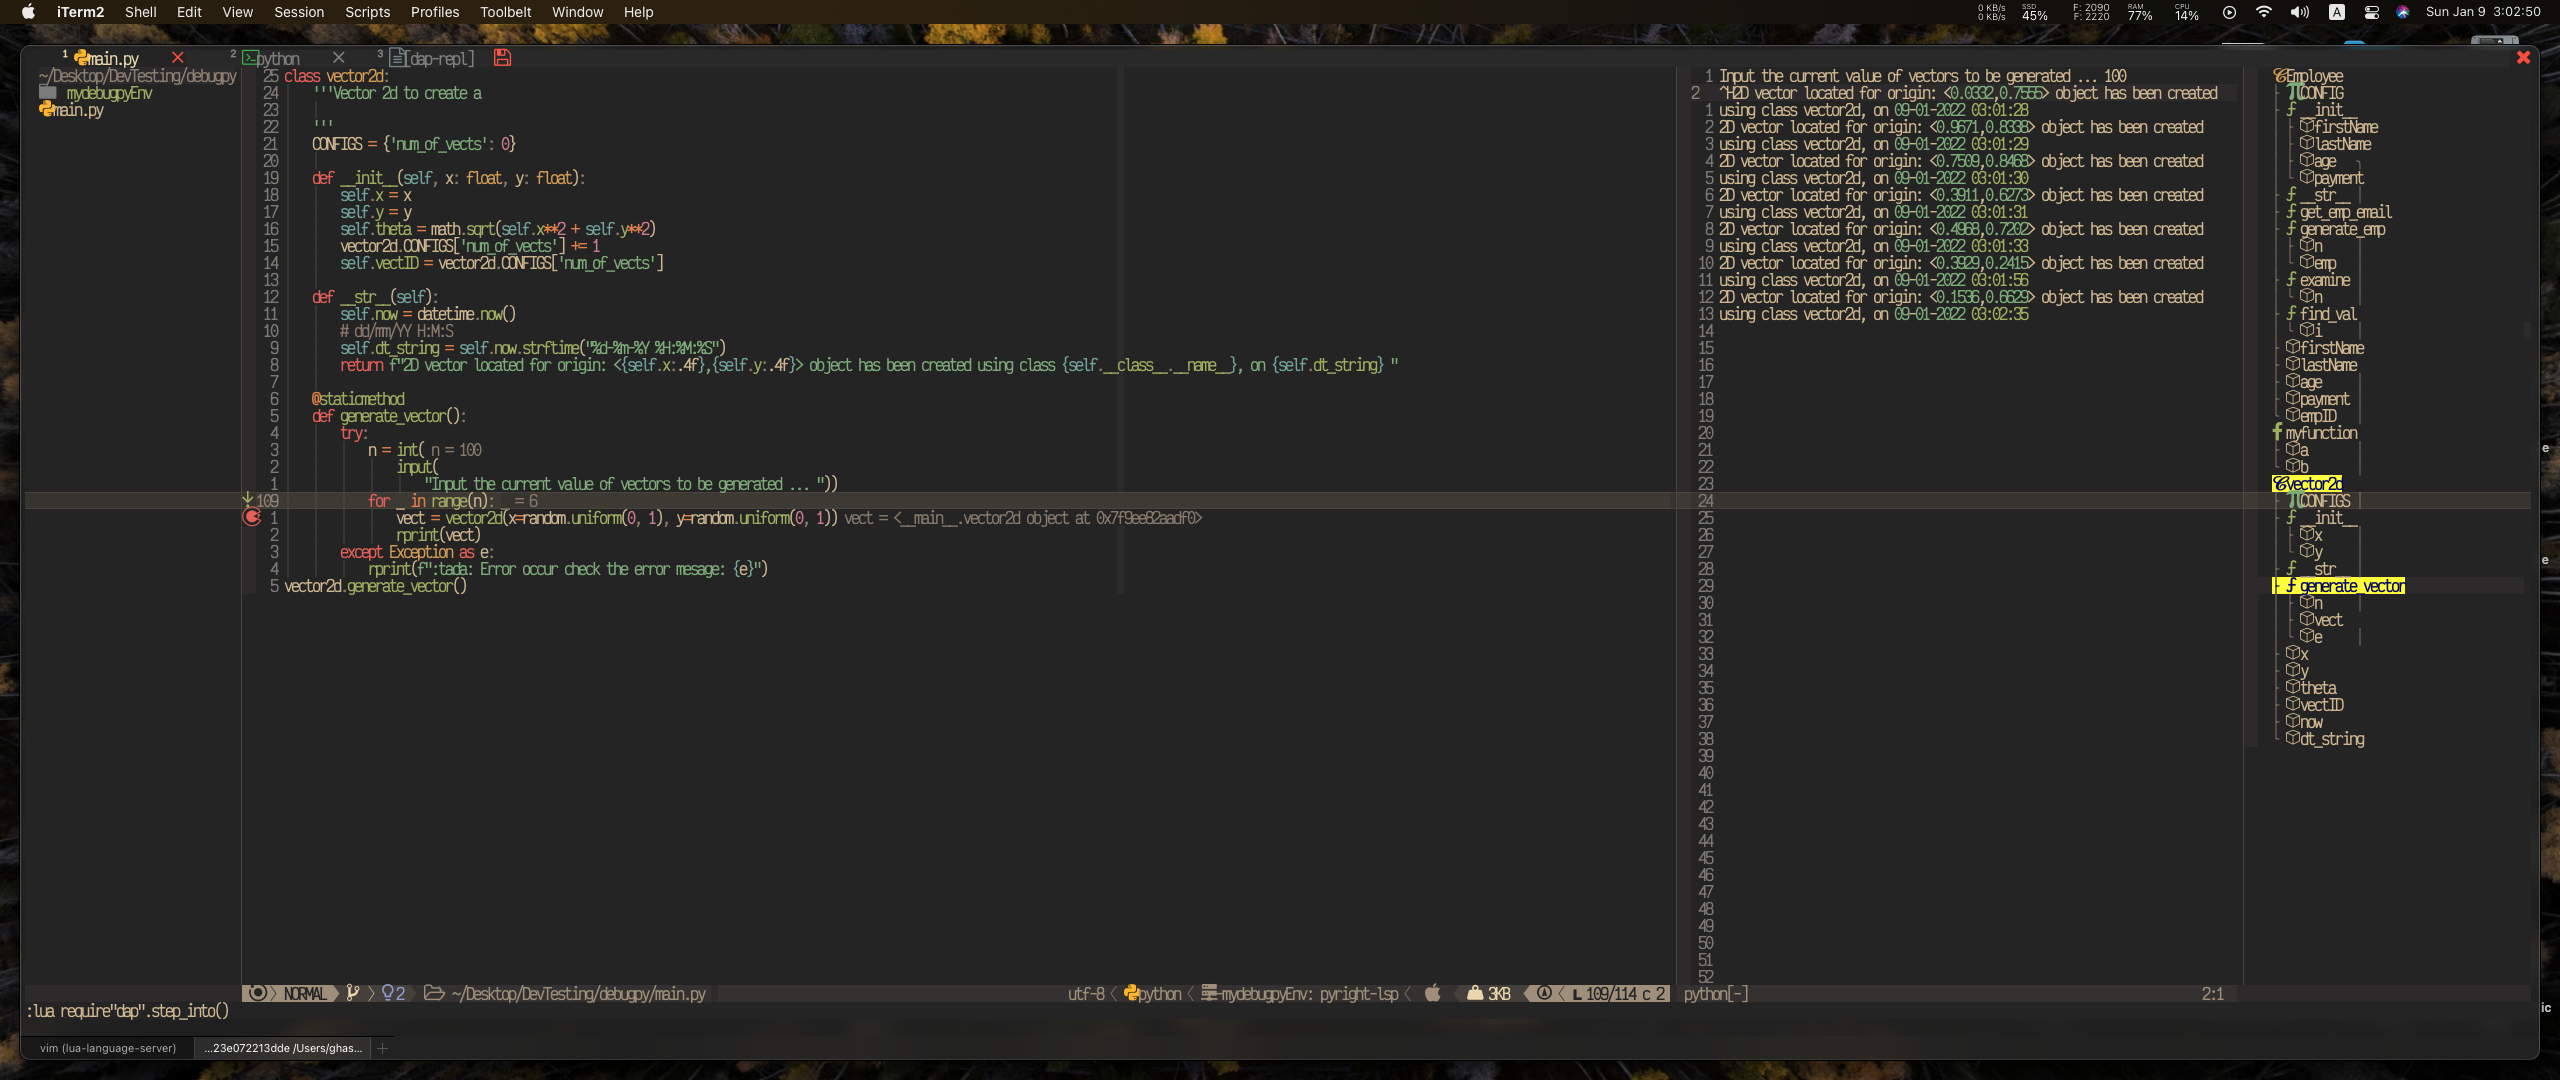 iTerm2 Shell Edit View Session Scripts Profiles Toolbelt Window Help
0 KB/s 0 KB/s SSD 45% F: 2090 F: 2220 RAM 77% CPU 14% A Sun Jan 9 3:02:50
1 main.py 2 python 3 [dap-repl]
~/Desktop/DevTesting/debugpy
mydebugpyEnv
main.py
25 class vector2d:
24 '''Vector 2d to create a
23
22 '''
21 CONFIGS = {'num_of_vects': 0}
20
19 def __init__(self, x: float, y: float):
18 self.x = x
17 self.y = y
16 self.theta = math.sqrt(self.x**2 + self.y**2)
15 vector2d.CONFIGS['num_of_vects'] += 1
14 self.vectID = vector2d.CONFIGS['num_of_vects']
13
12 def __str__(self):
11 self.now = datetime.now()
10 # dd/mm/YY H:M:S
9 self.dt_string = self.now.strftime("%d-%m-%Y %H:%M:%S")
8 return f"2D vector located for origin: <{self.x:.4f},{self.y:.4f}> object has been created using class {self.__class__.__name__}, on {self.dt_string} "
7
6 @staticmethod
5 def generate_vector():
4 try:
3 n = int( n = 100
2 input(
1 "Input the current value of vectors to be generated ... "))
109 for _ in range(n): _ = 6
1 vect = vector2d(x=random.uniform(0, 1), y=random.uniform(0, 1)) vect = <__main__.vector2d object at 0x7f9ee82aadf0>
2 rprint(vect)
3 except Exception as e:
4 rprint(f":tada: Error occur check the error mesage: {e}")
5 vector2d.generate_vector()
1 Input the current value of vectors to be generated ... 100
2 ^H2D vector located for origin: <0.0332,0.7555> object has been created
1 using class vector2d, on 09-01-2022 03:01:28
2 2D vector located for origin: <0.9671,0.8338> object has been created
3 using class vector2d, on 09-01-2022 03:01:29
4 2D vector located for origin: <0.7509,0.8468> object has been created
5 using class vector2d, on 09-01-2022 03:01:30
6 2D vector located for origin: <0.3911,0.6273> object has been created
7 using class vector2d, on 09-01-2022 03:01:31
8 2D vector located for origin: <0.4968,0.7202> object has been created
9 using class vector2d, on 09-01-2022 03:01:33
10 2D vector located for origin: <0.3929,0.2415> object has been created
11 using class vector2d, on 09-01-2022 03:01:56
12 2D vector located for origin: <0.1536,0.6629> object has been created
13 using class vector2d, on 09-01-2022 03:02:35
14
15
16
17
18
19
20
21
22
23
24
25
26
27
28
29
30
31
32
33
34
35
36
37
38
39
40
41
42
43
44
45
46
47
48
49
50
51
52
Employee
CONFIG
__init__
firstName
lastName
age
payment
__str__
get_emp_email
generate_emp
n
emp
examine
n
find_val
i
firstName
lastName
age
payment
empID
myfunction
a
b
vector2d
CONFIGS
__init__
x
y
__str__
generate_vector
n
vect
e
x
y
theta
vectID
now
dt_string
e
e
ic
NORMAL 2 ~/Desktop/DevTesting/debugpy/main.py utf-8 python mydebugpyEnv: pyright-lsp 3KB L 109/114 c 2 python[-] 2:1
:lua require"dap".step_into()
vim (lua-language-server) ...23e072213dde /Users/ghas... +